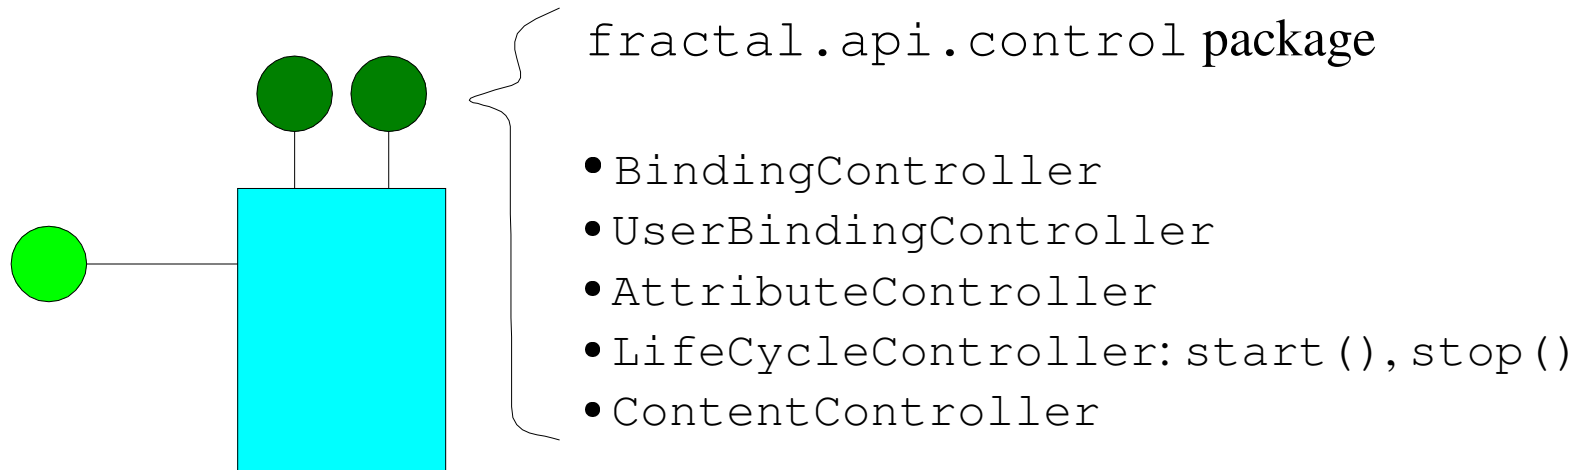 fractal.api.control package
• BindingController
• UserBindingController
• AttributeController
• LifeCycleController: start(), stop()
• ContentController